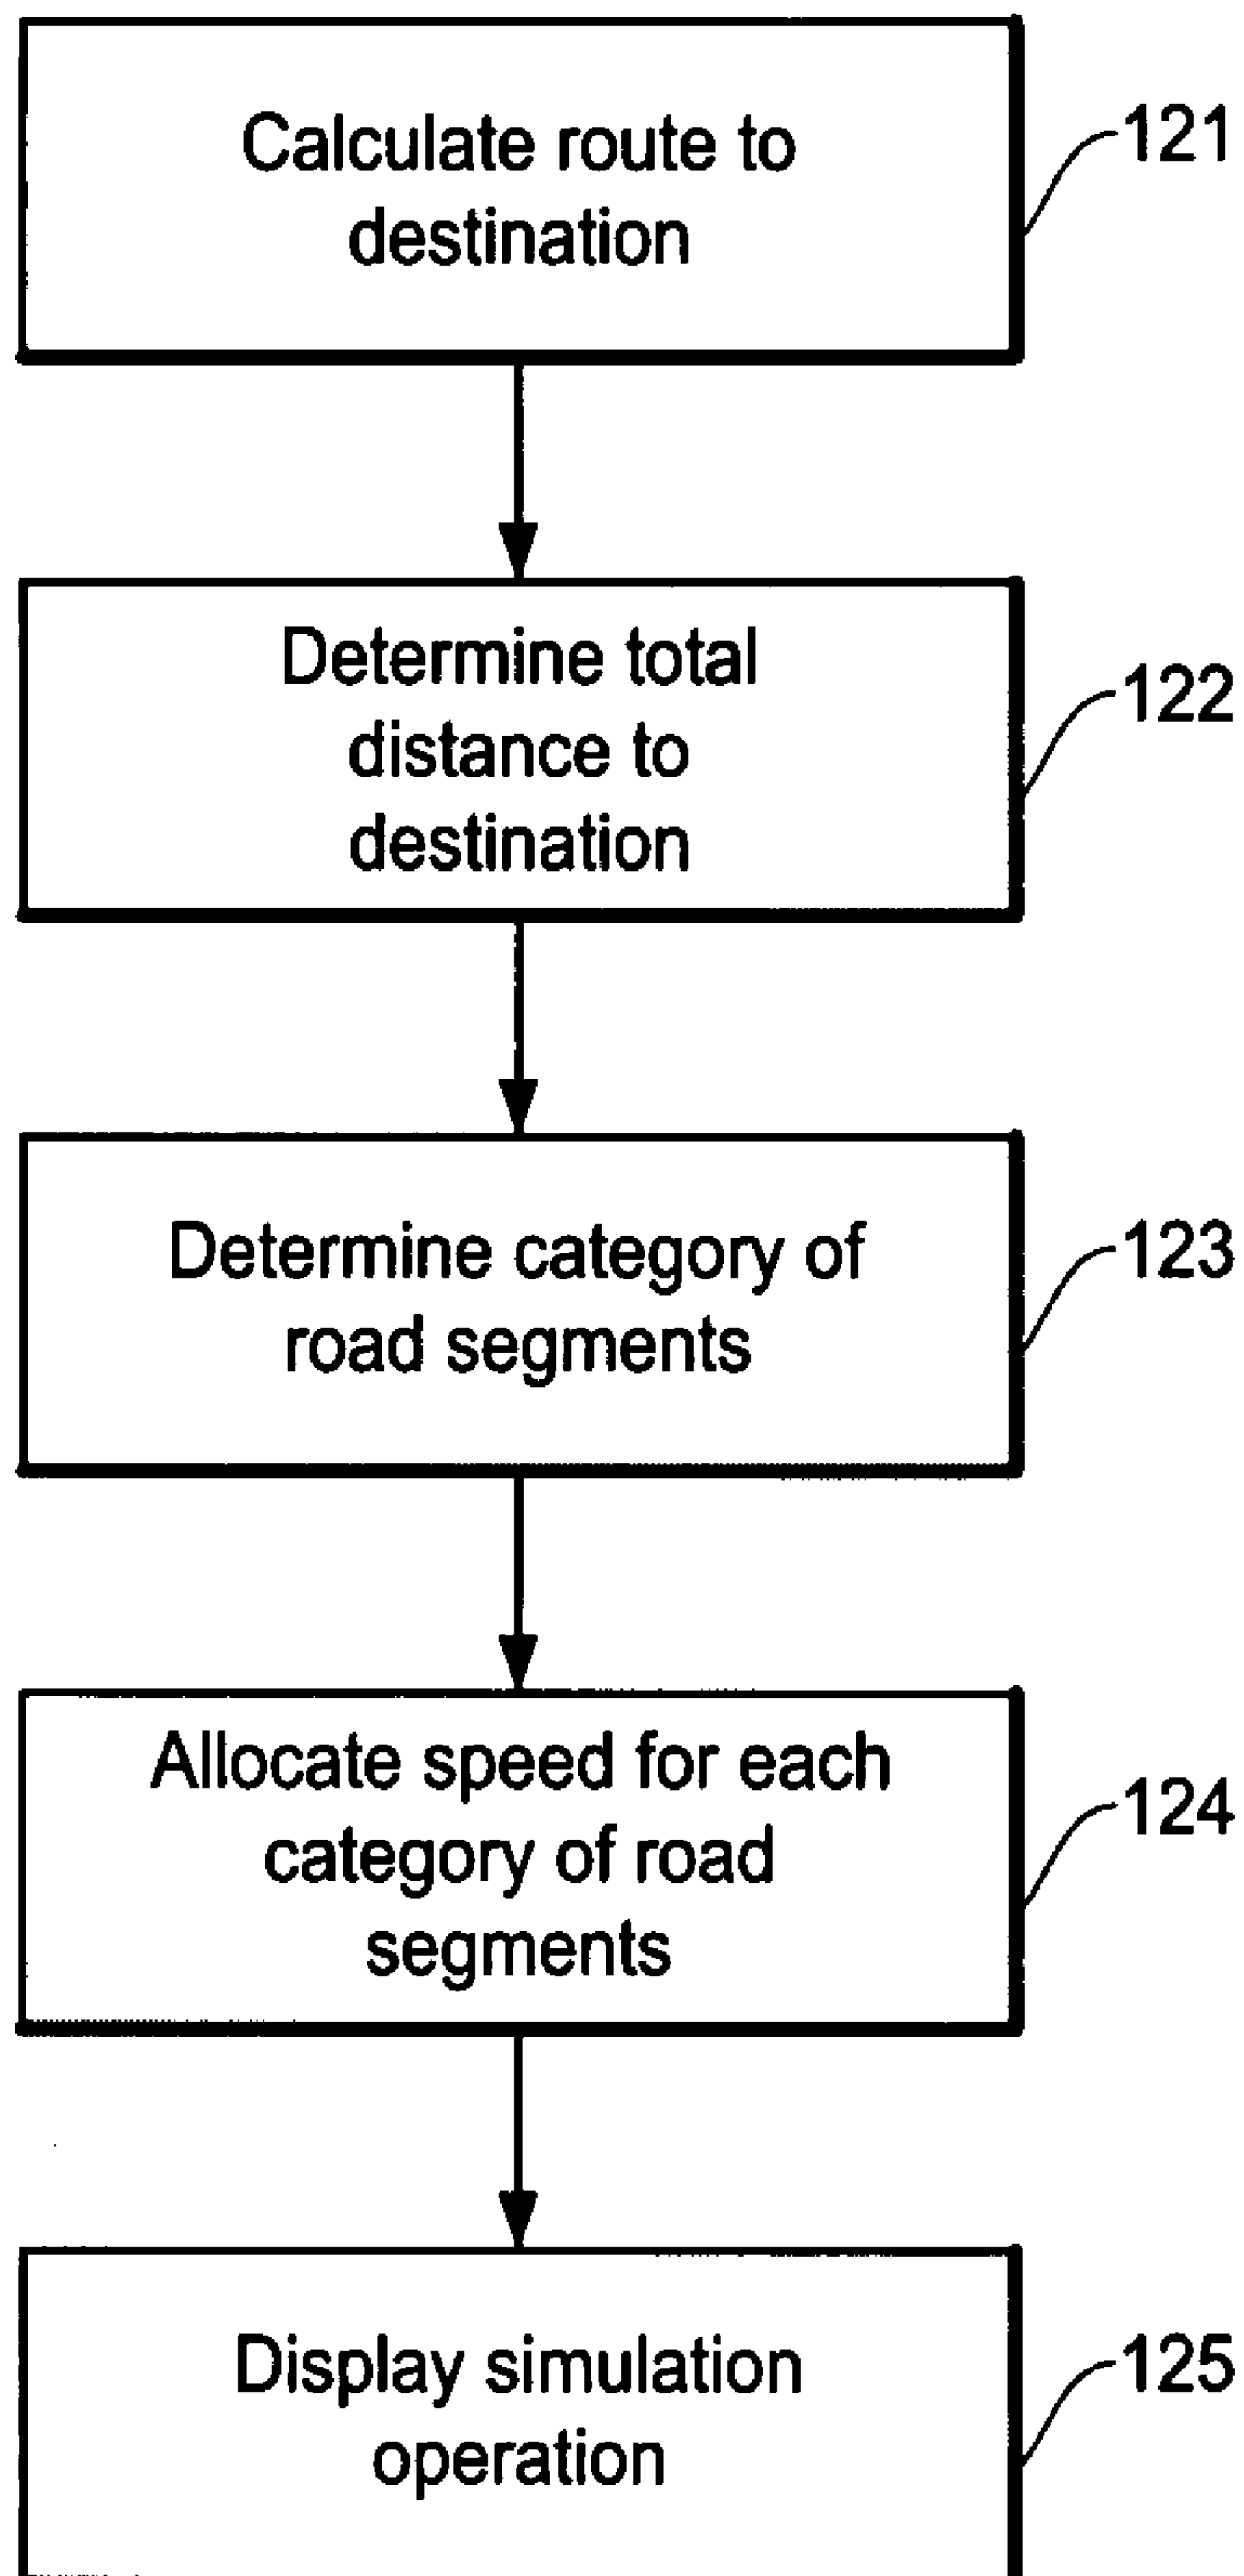 Calculate route to
destination
121
Determine total
distance to
destination
122
Determine category of
road segments
123
Allocate speed for each
category of road
segments
124
Display simulation
operation
125